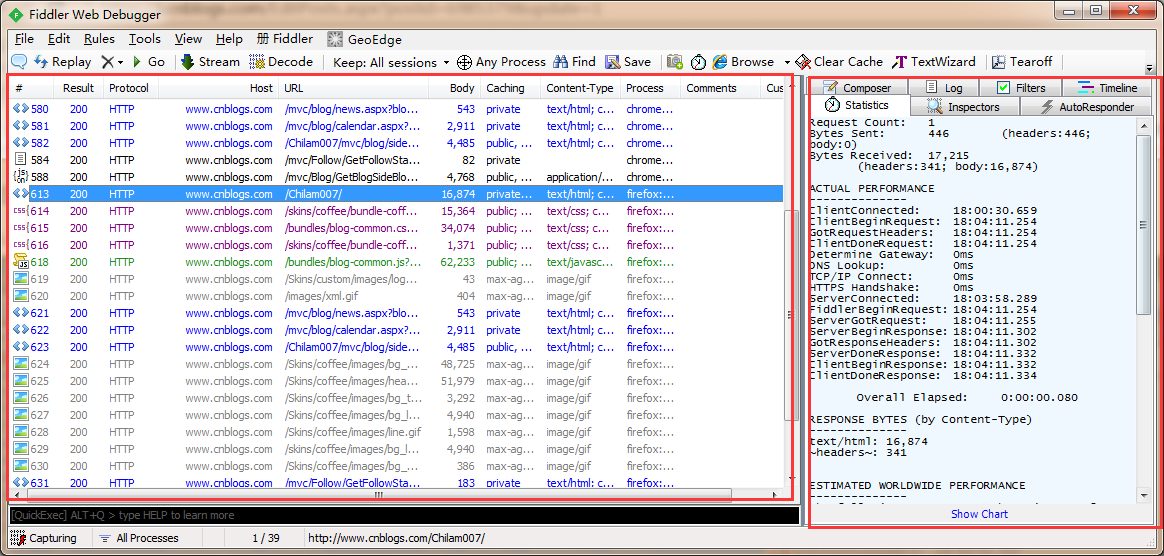 Fiddler Web Debugger
File Edit Rules Tools View Help 册 Fiddler GeoEdge
Replay Go Stream Decode Keep: All sessions Any Process Find Save Browse Clear Cache TextWizard Tearoff
# Result Protocol Host URL Body Caching Content-Type Process Comments Cus
580 200 HTTP www.cnblogs.com /mvc/blog/news.aspx?blo... 543 private text/html; c... chrome...
581 200 HTTP www.cnblogs.com /mvc/blog/calendar.aspx?... 2,911 private text/html; c... chrome...
582 200 HTTP www.cnblogs.com /Chilam007/mvc/blog/side... 4,485 public, ... text/html; c... chrome...
584 200 HTTP www.cnblogs.com /mvc/Follow/GetFollowSta... 82 private chrome...
588 200 HTTP www.cnblogs.com /mvc/Blog/GetBlogSideBlo... 4,768 public, ... application/... chrome...
613 200 HTTP www.cnblogs.com /Chilam007/ 16,874 private... text/html; c... firefox:...
614 200 HTTP www.cnblogs.com /skins/coffee/bundle-coff... 15,364 public; ... text/css; c... firefox:...
615 200 HTTP www.cnblogs.com /bundles/blog-common.cs... 34,074 public; ... text/css; c... firefox:...
616 200 HTTP www.cnblogs.com /skins/coffee/bundle-coff... 1,371 public; ... text/css; c... firefox:...
618 200 HTTP www.cnblogs.com /bundles/blog-common.js?... 62,233 public; ... text/javasc... firefox:...
619 200 HTTP www.cnblogs.com /Skins/custom/images/log... 43 max-ag... image/gif firefox:...
620 200 HTTP www.cnblogs.com /images/xml.gif 404 max-ag... image/gif firefox:...
621 200 HTTP www.cnblogs.com /mvc/blog/news.aspx?blo... 543 private text/html; c... firefox:...
622 200 HTTP www.cnblogs.com /mvc/blog/calendar.aspx?... 2,911 private text/html; c... firefox:...
623 200 HTTP www.cnblogs.com /Chilam007/mvc/blog/side... 4,485 public, ... text/html; c... firefox:...
624 200 HTTP www.cnblogs.com /Skins/coffee/images/bg_... 48,725 max-ag... image/gif firefox:...
625 200 HTTP www.cnblogs.com /Skins/coffee/images/hea... 51,979 max-ag... image/gif firefox:...
626 200 HTTP www.cnblogs.com /Skins/coffee/images/tg_... 3,292 max-ag... image/gif firefox:...
627 200 HTTP www.cnblogs.com /Skins/coffee/images/bg_l... 4,940 max-ag... image/gif firefox:...
628 200 HTTP www.cnblogs.com /Skins/coffee/images/line.gif 1,598 max-ag... image/gif firefox:...
629 200 HTTP www.cnblogs.com /Skins/coffee/images/bg_l... 4,940 max-ag... image/gif firefox:...
630 200 HTTP www.cnblogs.com /Skins/coffee/images/bg_... 386 max-ag... image/gif firefox:...
631 200 HTTP www.cnblogs.com /mvc/Follow/GetFollowSta... 183 private text/html; c... firefox:...
Composer Log Filters Timeline
Statistics Inspectors AutoResponder
Request Count: 1
Bytes Sent: 446 (headers:446;
body:0)
Bytes Received: 17,215
(headers:341; body:16,874)
ACTUAL PERFORMANCE
--------------
ClientConnected: 18:00:30.659
ClientBeginRequest: 18:04:11.254
GotRequestHeaders: 18:04:11.254
ClientDoneRequest: 18:04:11.254
Determine Gateway: 0ms
DNS Lookup: 0ms
TCP/IP Connect: 0ms
HTTPS Handshake: 0ms
ServerConnected: 18:03:58.289
FiddlerBeginRequest: 18:04:11.254
ServerGotRequest: 18:04:11.255
ServerBeginResponse: 18:04:11.302
GotResponseHeaders: 18:04:11.302
ServerDoneResponse: 18:04:11.332
ClientBeginResponse: 18:04:11.332
ClientDoneResponse: 18:04:11.334
Overall Elapsed: 0:00:00.080
RESPONSE BYTES (by Content-Type)
--------------
text/html: 16,874
~headers~: 341
ESTIMATED WORLDWIDE PERFORMANCE
--------------
Show Chart
[QuickExec] ALT+Q > type HELP to learn more
Capturing All Processes 1 / 39 http://www.cnblogs.com/Chilam007/